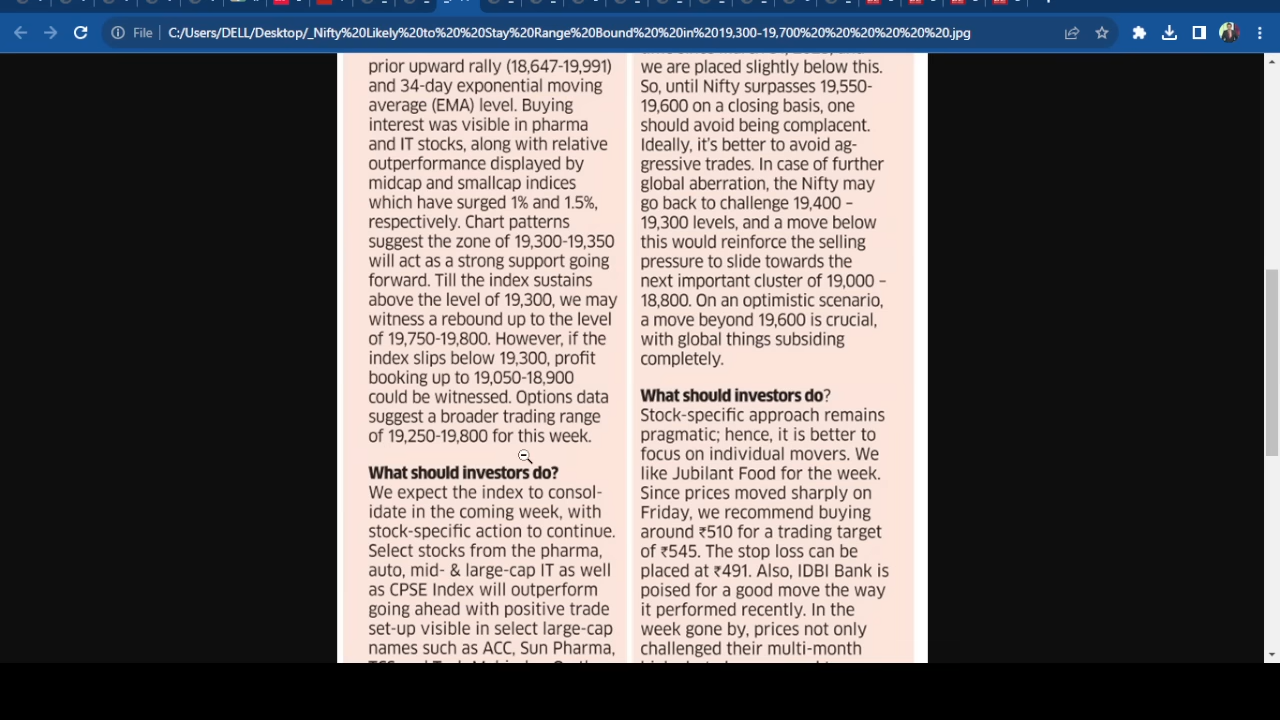 File
C:/Users/DELL/Desktop/_Nifty%20Likely%20to%20%20Stay%20Range%20Bound%20%20in%2019,300-19,700%20%20%20%20%20%20.jpg
prior upward rally (18,647-19,991)
and 34-day exponential moving
average (EMA) level. Buying
interest was visible in pharma
and IT stocks, along with relative
outperformance displayed by
midcap and smallcap indices
which have surged 1% and 1.5%,
respectively. Chart patterns
suggest the zone of 19,300-19,350
will act as a strong support going
forward. Till the index sustains
above the level of 19,300, we may
witness a rebound up to the level
of 19,750-19,800. However, if the
index slips below 19,300, profit
booking up to 19,050-18,900
could be witnessed. Options data
suggest a broader trading range
of 19,250-19,800 for this week.
What should investors do?
We expect the index to consol-
idate in the coming week, with
stock-specific action to continue.
Select stocks from the pharma,
auto, mid- & large-cap IT as well
as CPSE Index will outperform
going ahead with positive trade
set-up visible in select large-cap
names such as ACC, Sun Pharma,
we are placed slightly below this.
So, until Nifty surpasses 19,550-
19,600 on a closing basis, one
should avoid being complacent.
Ideally, it's better to avoid ag-
gressive trades. In case of further
global aberration, the Nifty may
go back to challenge 19,400 –
19,300 levels, and a move below
this would reinforce the selling
pressure to slide towards the
next important cluster of 19,000 –
18,800. On an optimistic scenario,
a move beyond 19,600 is crucial,
with global things subsiding
completely.
What should investors do?
Stock-specific approach remains
pragmatic; hence, it is better to
focus on individual movers. We
like Jubilant Food for the week.
Since prices moved sharply on
Friday, we recommend buying
around ₹510 for a trading target
of ₹545. The stop loss can be
placed at ₹491. Also, IDBI Bank is
poised for a good move the way
it performed recently. In the
week gone by, prices not only
challenged their multi-month